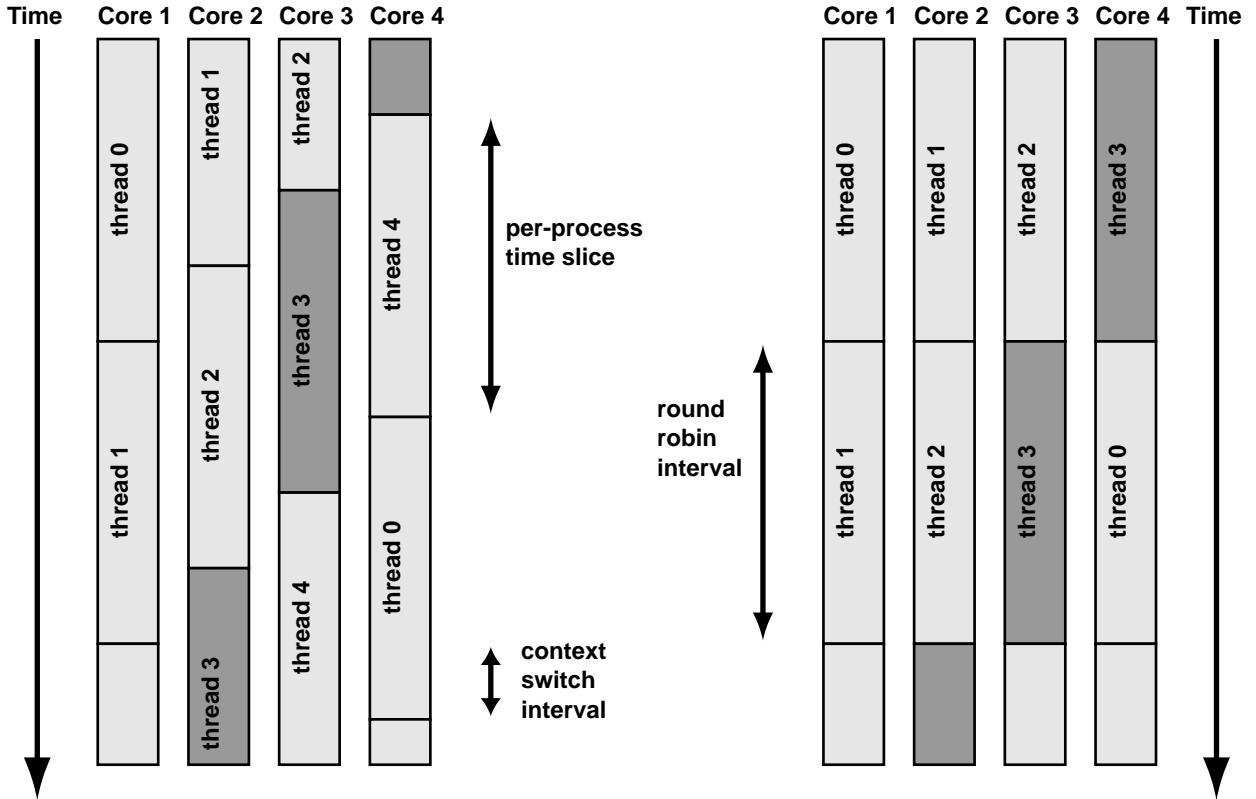 Time Core 1 Core 2 Core 3 Core 4
thread 0
thread 1
thread 1
thread 2
thread 3
thread 2
thread 3
thread 4
thread 4
thread 0
per-process
time slice
context
switch
interval
Core 1 Core 2 Core 3 Core 4 Time
thread 0
thread 1
thread 2
thread 3
round
robin
interval
thread 1
thread 2
thread 3
thread 0